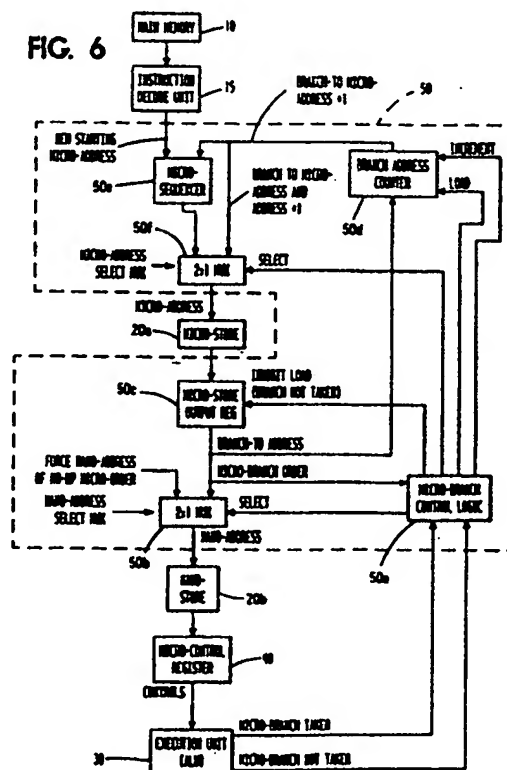 FIG. 6
MAIN MEMORY
10
INSTRUCTION
DECODE UNIT
15
BRANCH-TO MICRO-
ADDRESS +1
50
NEW STARTING
MICRO-ADDRESS
INCREMENT
50e
MICRO-
SEQUENCER
BRANCH TO MICRO-
ADDRESS AND
ADDRESS +1
BRANCH ADDRESS
COUNTER
50d
LOAD
50f
MICRO-ADDRESS
SELECT MUX
2x1 MUX
SELECT
MICRO-ADDRESS
20a
MICRO-STORE
50c
MICRO-STORE
OUTPUT REG
INHIBIT LOAD
(BRANCH NOT TAKEN)
BRANCH-TO ADDRESS
FORCE NANO-ADDRESS
OF NO-OP MICRO-ORDER
MICRO-BRANCH ORDER
NANO-ADDRESS
SELECT MUX
2x1 MUX
SELECT
MICRO-BRANCH
CONTROL LOGIC
50b
NANO-ADDRESS
50a
NANO-
STORE
20b
MICRO-CONTROL
REGISTER
40
CONTROLS
MICRO-BRANCH TAKEN
30
EXECUTION UNIT
(ALU)
MICRO-BRANCH NOT TAKEN